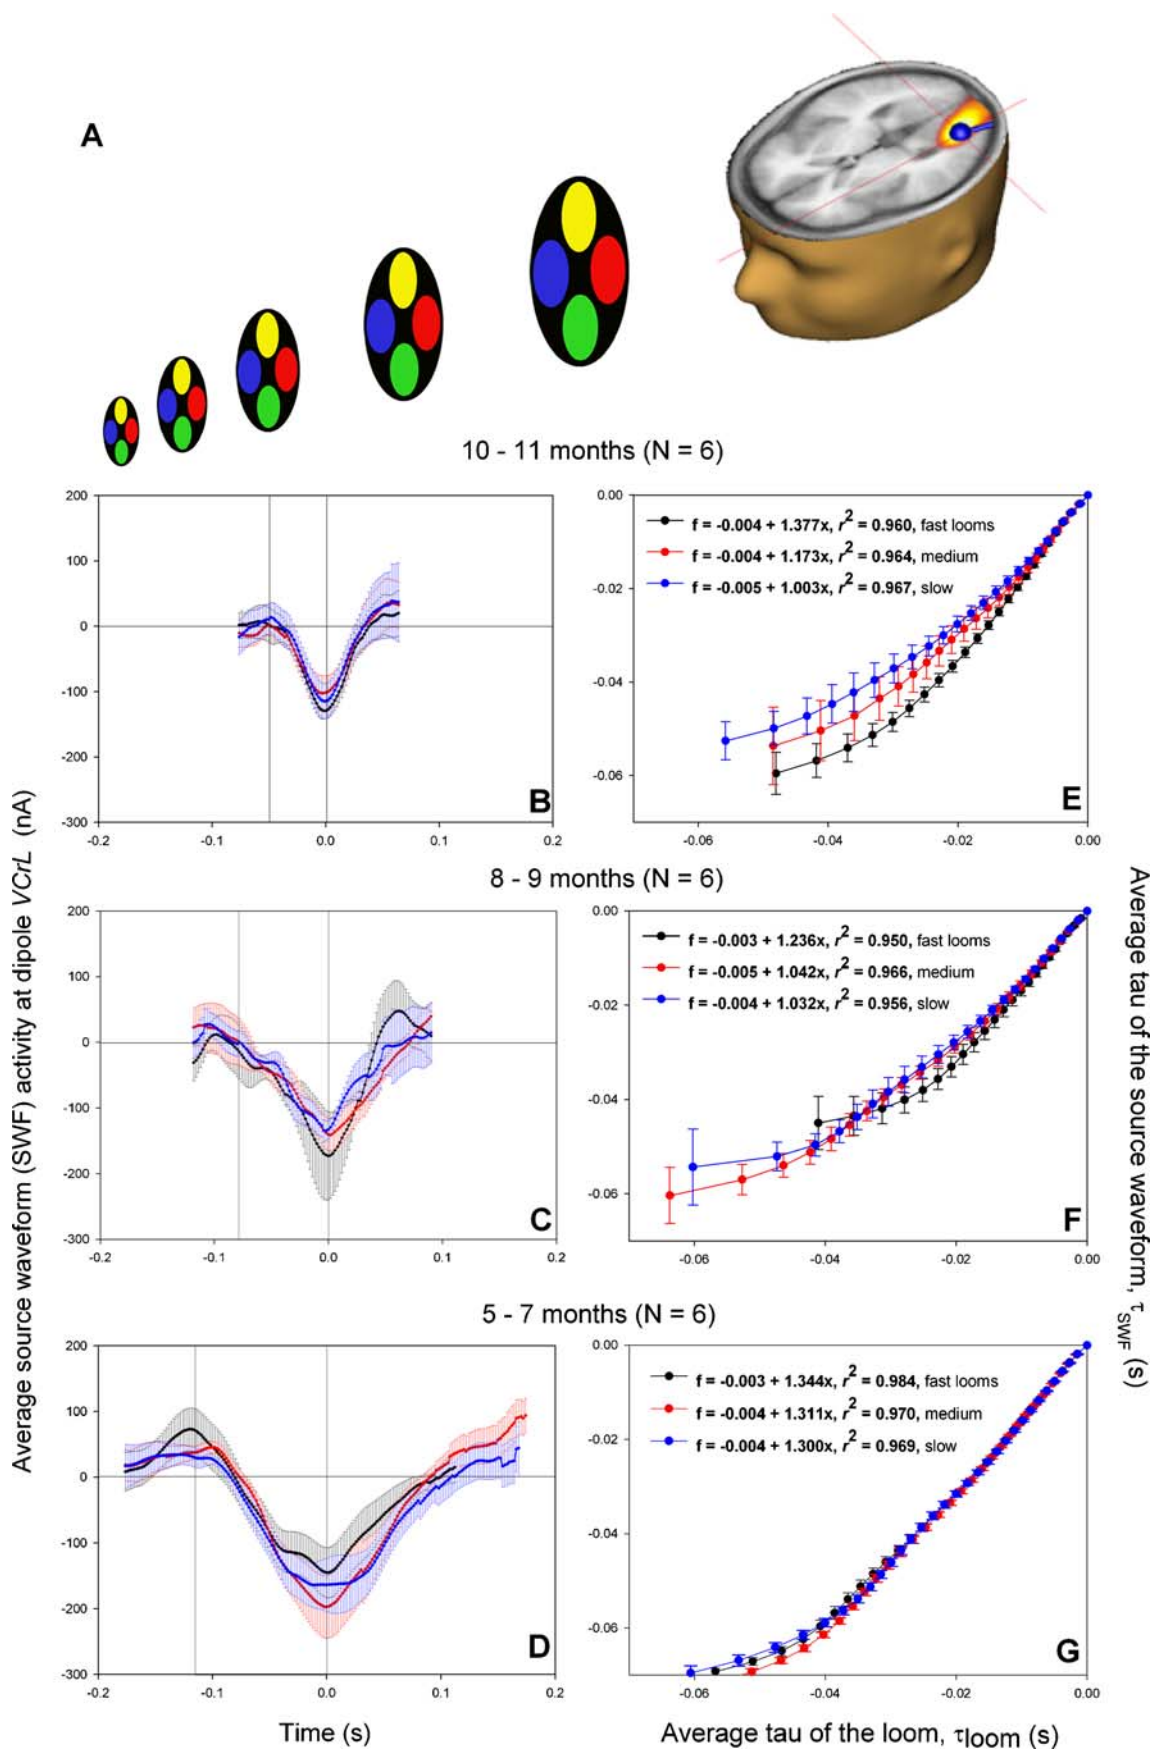 A
10 - 11 months (N = 6)
200
100
0
-100
-200
-300
-0.2
-0.1
0.0
0.1
0.2
B
0.00
-0.02
-0.04
-0.06
-0.06
-0.04
-0.02
0.00
f = -0.004 + 1.377x, r² = 0.960, fast looms
f = -0.004 + 1.173x, r² = 0.964, medium
f = -0.005 + 1.003x, r² = 0.967, slow
E
8 - 9 months (N = 6)
200
100
0
-100
-200
-300
-0.2
-0.1
0.0
0.1
0.2
C
0.00
-0.02
-0.04
-0.06
-0.06
-0.04
-0.02
0.00
f = -0.003 + 1.236x, r² = 0.950, fast looms
f = -0.005 + 1.042x, r² = 0.966, medium
f = -0.004 + 1.032x, r² = 0.956, slow
F
5 - 7 months (N = 6)
200
100
0
-100
-200
-300
-0.2
-0.1
0.0
0.1
0.2
D
0.00
-0.02
-0.04
-0.06
-0.06
-0.04
-0.02
0.00
f = -0.003 + 1.344x, r² = 0.984, fast looms
f = -0.004 + 1.311x, r² = 0.970, medium
f = -0.004 + 1.300x, r² = 0.969, slow
G
Time (s)
Average tau of the loom, τloom (s)
Average source waveform (SWF) activity at dipole VCrL (nA)
Average tau of the source waveform, τSWF (s)